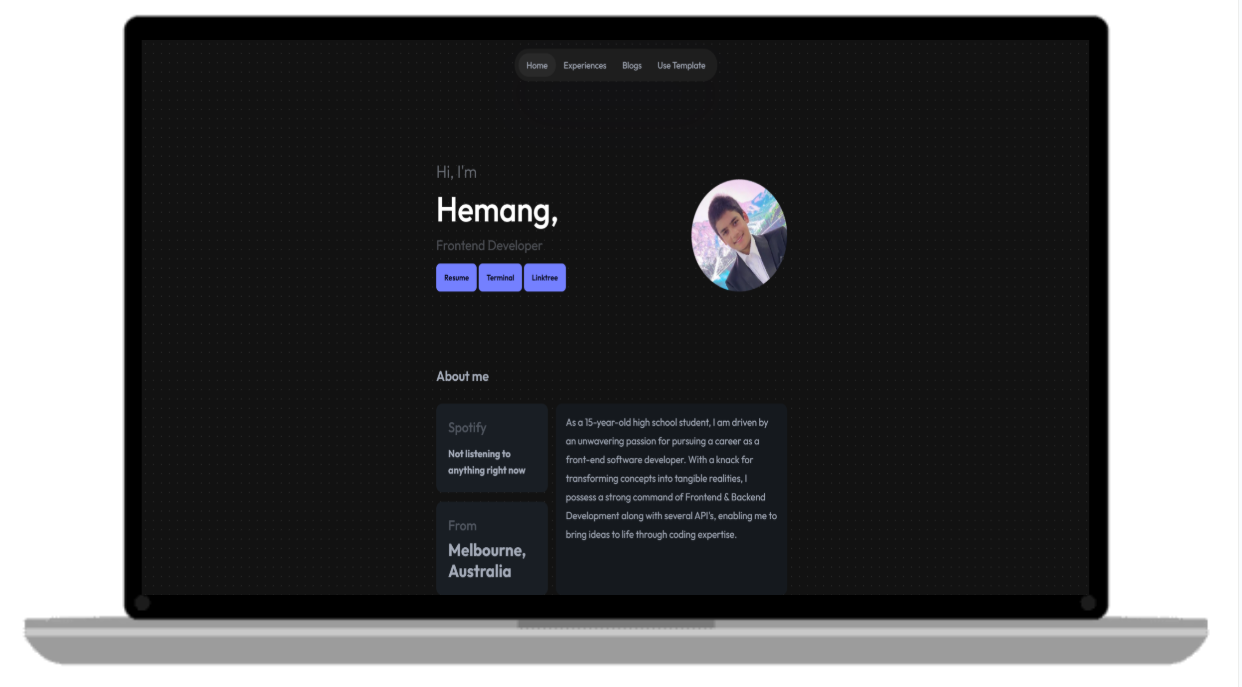 Home Experiences Blogs Use Template
Hi, I'm
Hemang,
Frontend Developer
Resume Terminal Linktree
About me
Spotify
Not listening to
anything right now
From
Melbourne,
Australia
As a 15-year-old high school student, I am driven by
an unwavering passion for pursuing a career as a
front-end software developer. With a knack for
transforming concepts into tangible realities, I
possess a strong command of Frontend & Backend
Development along with several API's, enabling me to
bring ideas to life through coding expertise.